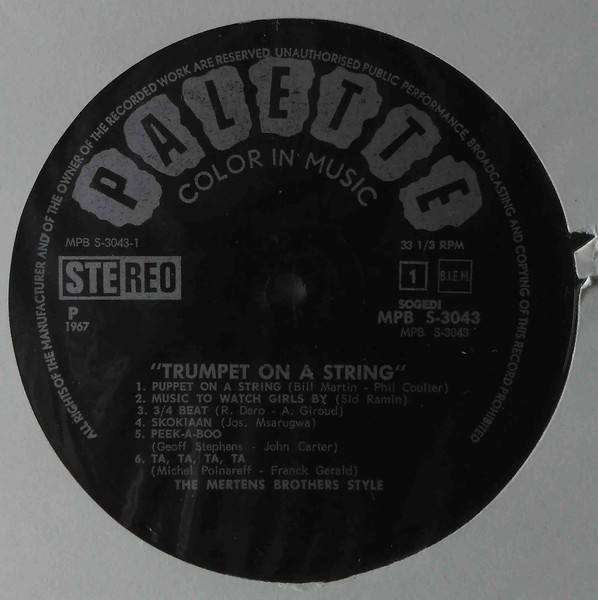 ALL RIGHTS OF THE MANUFACTURER AND OF THE OWNER OF THE RECORDED WORK ARE RESERVED. UNAUTHORISED PUBLIC PERFORMANCE, BROADCASTING AND COPYING OF THIS RECORD PROHIBITED
PALETTE
COLOR IN MUSIC
MPB S-3043-1
33 1/3 RPM
STEREO
1
B.I.E.M.
P
1967
SOGEDI
MPB S-3043
MPB S-3043
"TRUMPET ON A STRING"
1. PUPPET ON A STRING (Bill Martin - Phil Coulter)
2. MUSIC TO WATCH GIRLS BY (Sid Ramin)
3. 3/4 BEAT (R. Dero - A. Giroud)
4. SKOKIAAN (Jos. Msarugwa)
5. PEEK-A-BOO
(Geoff Stephens - John Carter)
6. TA, TA, TA, TA
(Michel Polnareff - Franck Gerald)
THE MERTENS BROTHERS STYLE